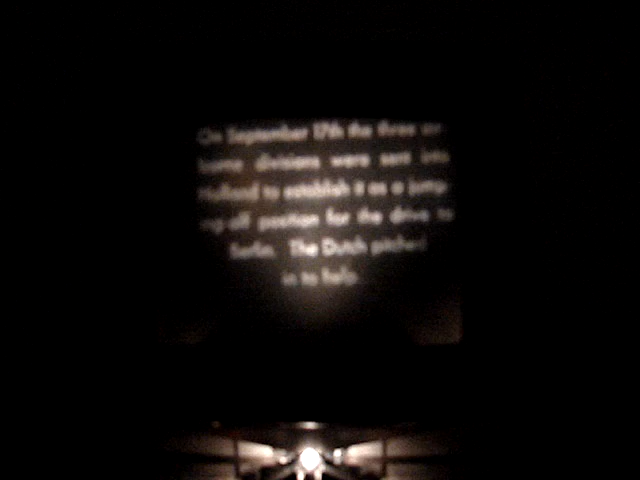 On September 17th the three air-
borne divisions were sent into
Holland to establish it as a jump-
ing-off position for the drive to
Berlin. The Dutch pitched
in to help.